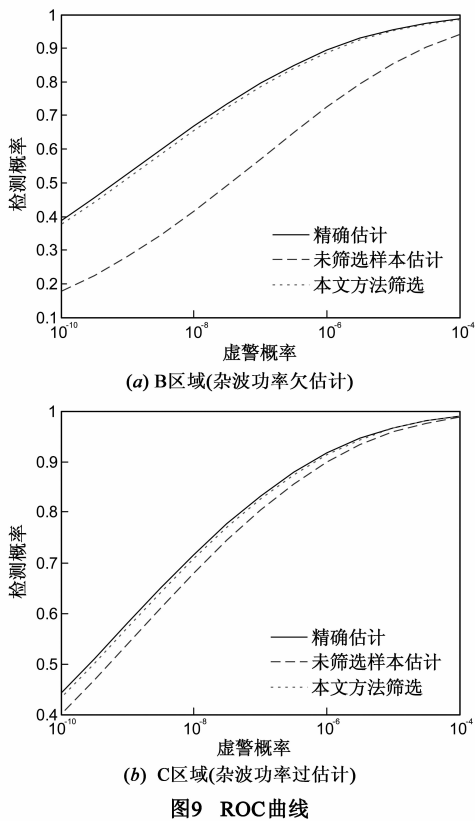 1
0.9
0.8
0.7
0.6
0.5
0.4
0.3
0.2
0.1
检测概率
精确估计
未筛选样本估计
本文方法筛选
10-10
10-8
10-6
10-4
虚警概率
(a) B区域(杂波功率欠估计)
1
0.9
0.8
0.7
0.6
0.5
0.4
检测概率
精确估计
未筛选样本估计
本文方法筛选
10-10
10-8
10-6
10-4
虚警概率
(b) C区域(杂波功率过估计)
图9 ROC曲线